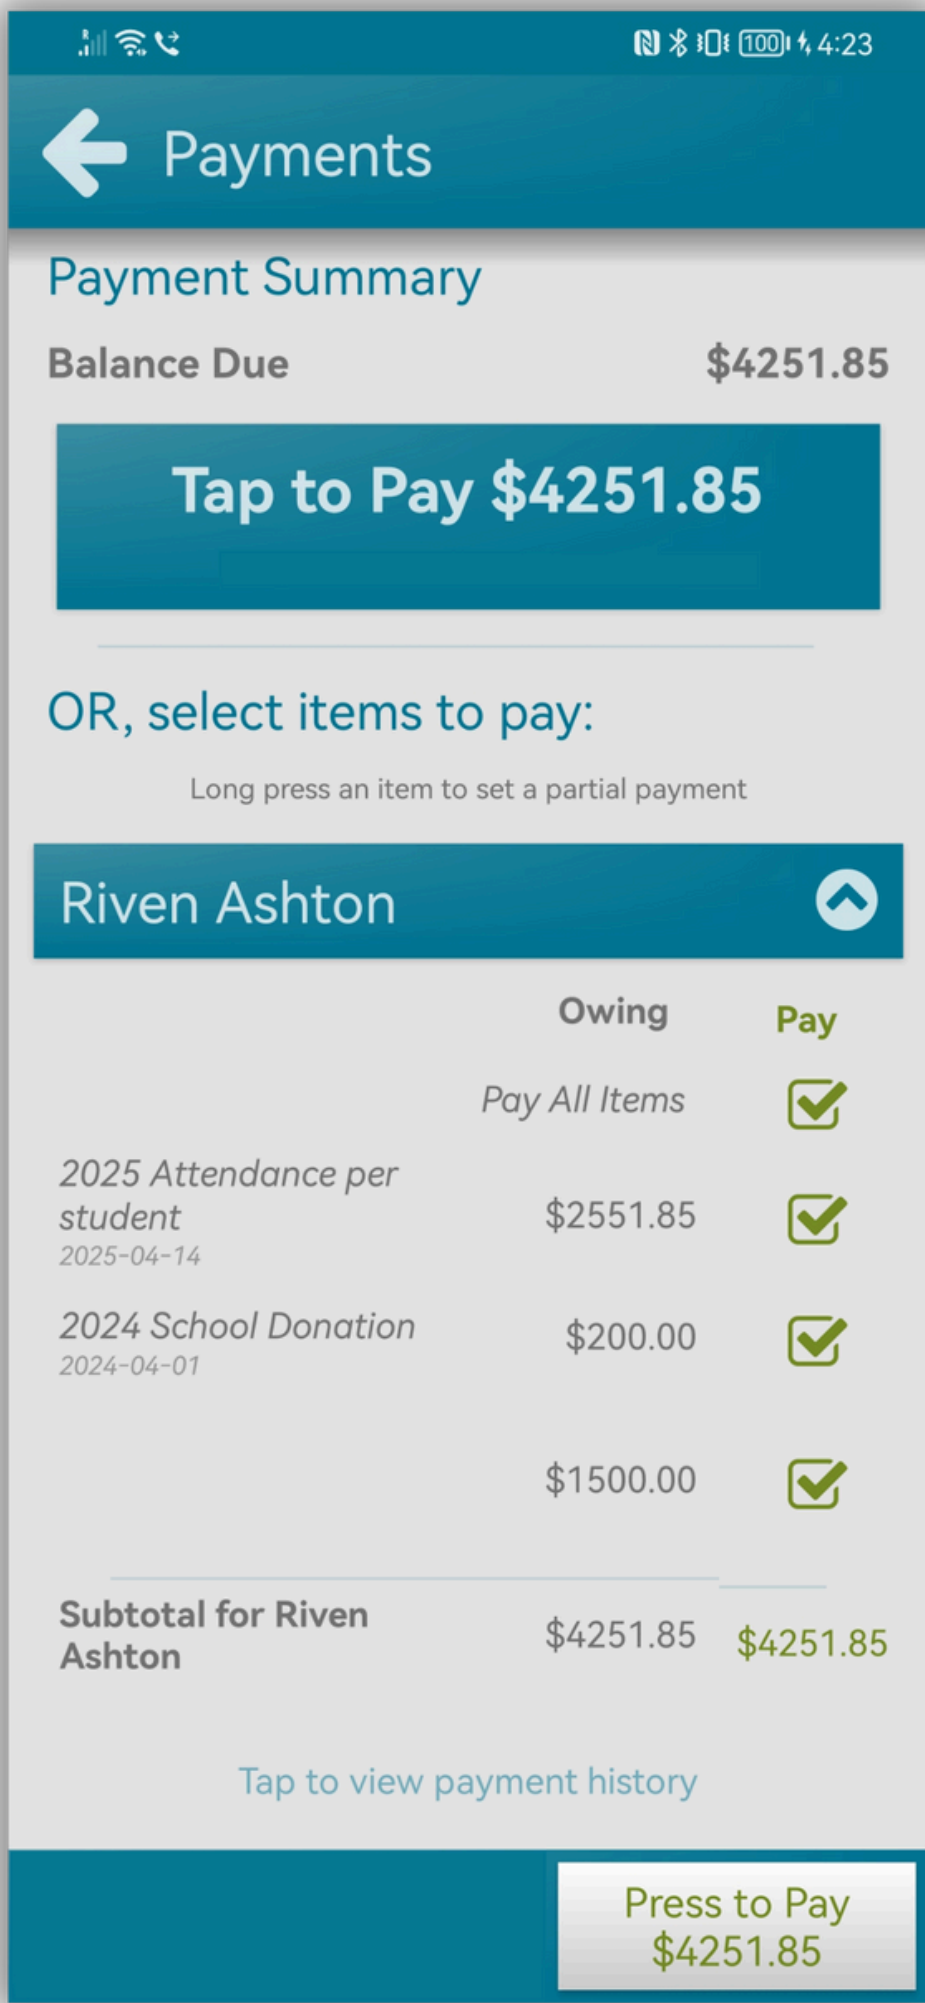 100 4:23
Payments
Payment Summary
Balance Due $4251.85
Tap to Pay $4251.85
OR, select items to pay:
Long press an item to set a partial payment
Riven Ashton
Owing Pay
Pay All Items
2025 Attendance per
student
$2551.85
2025-04-14
2024 School Donation
$200.00
2024-04-01
$1500.00
Subtotal for Riven
Ashton
$4251.85 $4251.85
Tap to view payment history
Press to Pay
$4251.85